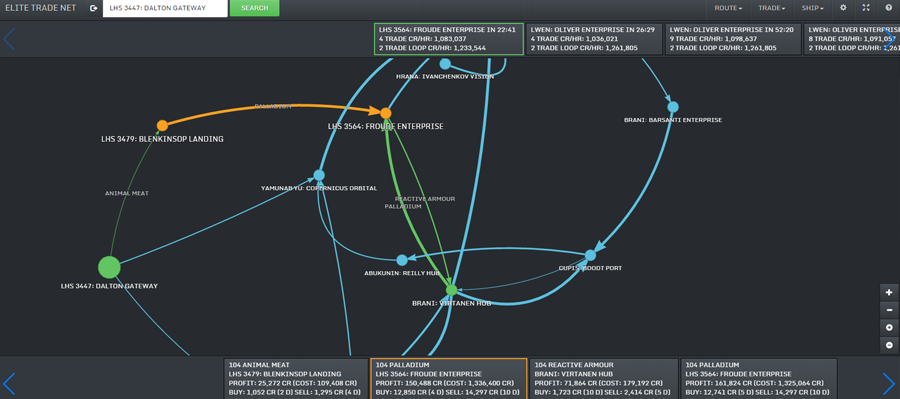 ELITE TRADE NET
LHS 3447: DALTON GATEWAY
SEARCH
ROUTE
TRADE
SHIP
LHS 3564: FROUDE ENTERPRISE IN 22:41
4 TRADE CR/HR: 1,083,037
2 TRADE LOOP CR/HR: 1,233,544
LWEN: OLIVER ENTERPRISE IN 26:29
4 TRADE CR/HR: 1,036,021
2 TRADE LOOP CR/HR: 1,261,805
LWEN: OLIVER ENTERPRISE IN 52:20
9 TRADE CR/HR: 1,098,637
2 TRADE LOOP CR/HR: 1,261,805
LWEN: OLIVER ENTERPR
8 TRADE CR/HR: 1,091,05
2 TRADE LOOP CR/HR: 1,261
HRANA: IVANCHENKOV VISION
PALLADIUM
BRANI: BARSANTI ENTERPRISE
LHS 3564: FROUDE ENTERPRISE
LHS 3479: BLENKINSOP LANDING
YAMUNAB YU: COPERNICUS ORBITAL
ANIMAL MEAT
REACTIVE ARMOUR
PALLADIUM
ABUKUNIN: REILLY HUB
BODT PORT
LHS 3447: DALTON GATEWAY
BRANI: VIRTANEN HUB
104 ANIMAL MEAT
LHS 3479: BLENKINSOP LANDING
PROFIT: 25,272 CR (COST: 109,408 CR)
BUY: 1,052 CR (2 D) SELL: 1,295 CR (4 D)
104 PALLADIUM
LHS 3564: FROUDE ENTERPRISE
PROFIT: 150,488 CR (COST: 1,336,400 CR)
BUY: 12,850 CR (4 D) SELL: 14,297 CR (10 D)
104 REACTIVE ARMOUR
BRANI: VIRTANEN HUB
PROFIT: 71,864 CR (COST: 179,192 CR)
BUY: 1,723 CR (10 D) SELL: 2,414 CR (5 D)
104 PALLADIUM
LHS 3564: FROUDE ENTERPRISE
PROFIT: 161,824 CR (COST: 1,325,064 CR)
BUY: 12,741 CR (5 D) SELL: 14,297 CR (10 D)